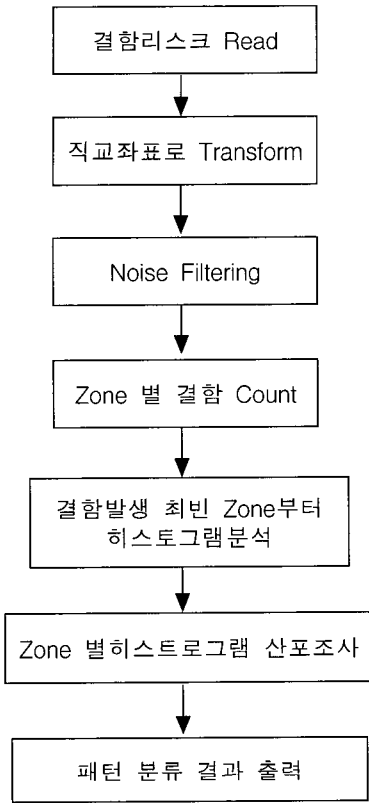 결함리스크 Read
직교좌표로 Transform
Noise Filtering
Zone 별 결함 Count
결함발생 최빈 Zone부터
히스토그램분석
Zone 별히스트로그램 산포조사
패턴 분류 결과 출력